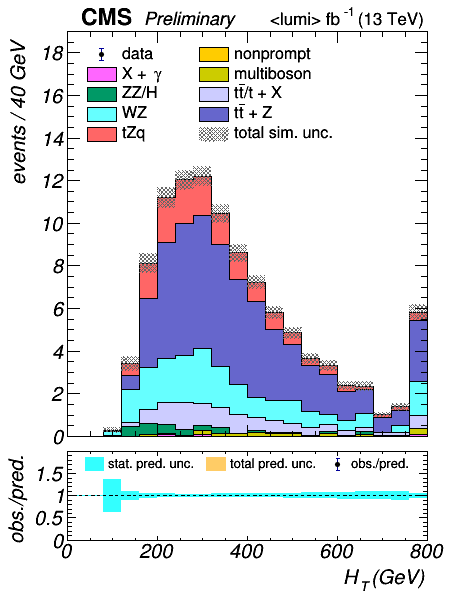 CMS Preliminary <lumi> fb⁻¹ (13 TeV)
events / 40 GeV
data
nonprompt
X + γ
multiboson
ZZ/H
tt̄/t + X
WZ
tt̄ + Z
tZq
total sim. unc.
18
16
14
12
10
8
6
4
2
0
obs./pred.
stat. pred. unc.
total pred. unc.
obs./pred.
1.5
1
0.5
0
0 200 400 600 800
H_T (GeV)